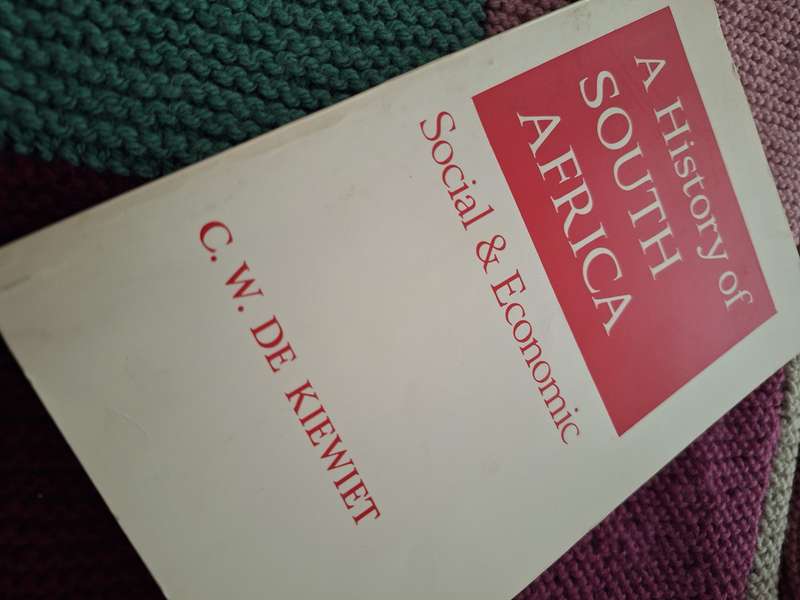 A History of
SOUTH
AFRICA
Social & Economic
C. W. DE KIEWIET